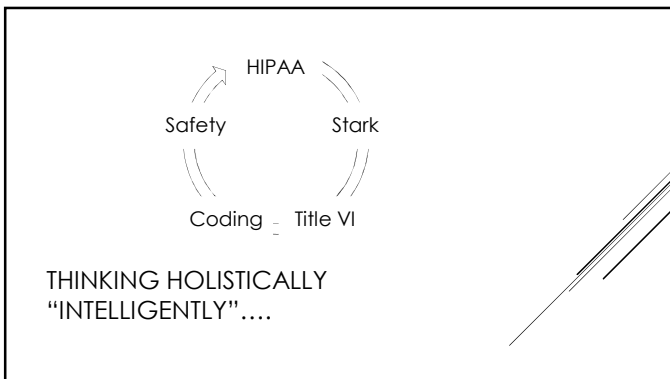 HIPAA
Safety
Stark
Coding
Title VI
THINKING HOLISTICALLY
“INTELLIGENTLY”….